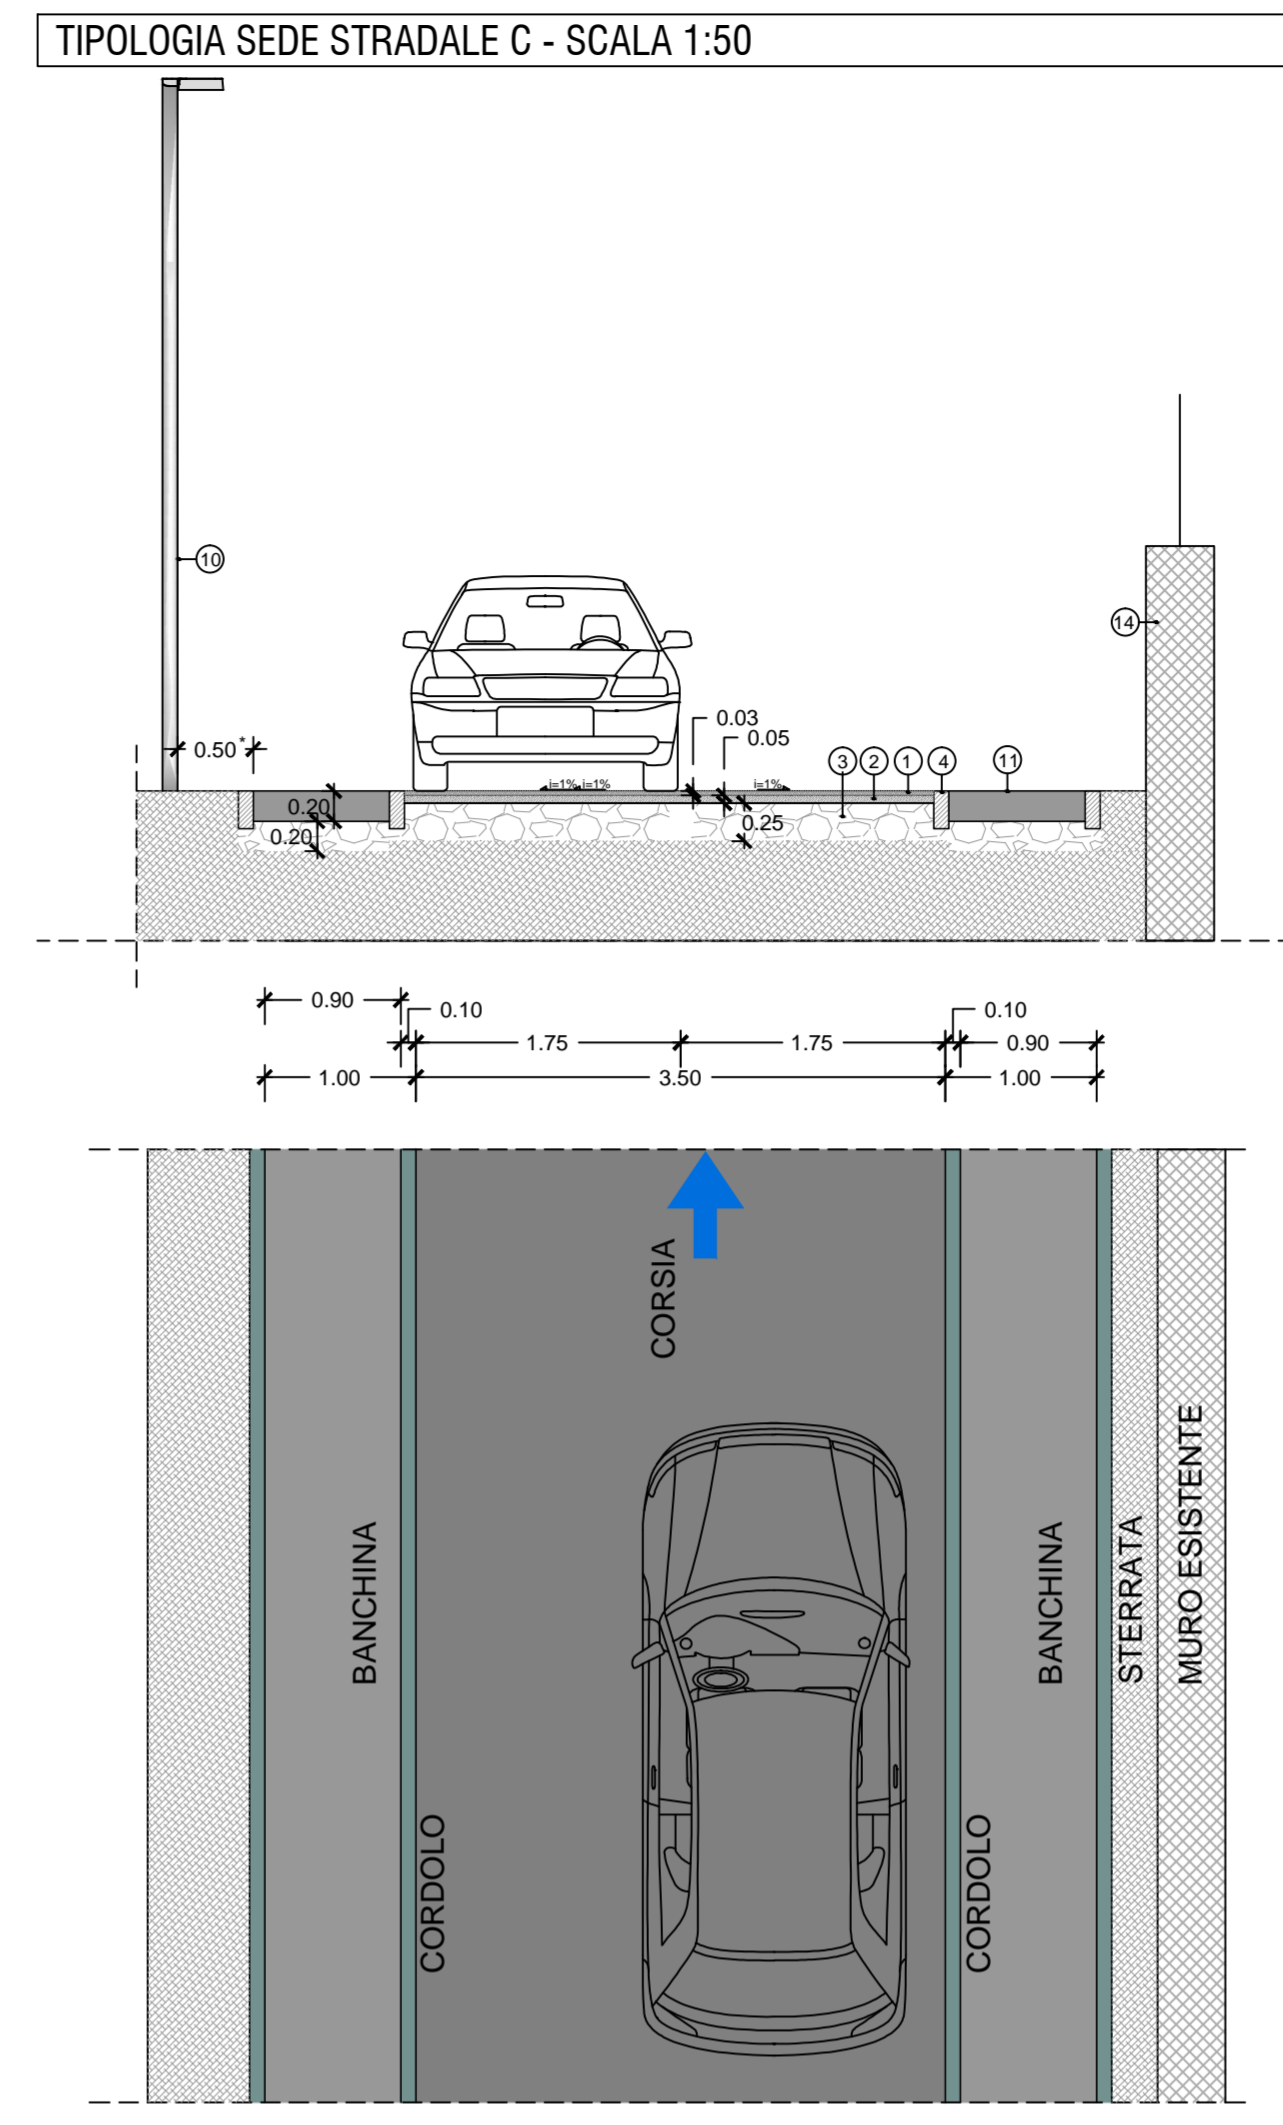 TIPOLOGIA SEDE STRADALE C - SCALA 1:50
10
14
0.50*
0.03
0.05
3
2
1
4
11
i=1%
i=1%
i=1%
0.20
0.20
0.25
0.90
0.10
0.10
1.75
1.75
0.90
1.00
3.50
1.00
CORSIA
BANCHINA
BANCHINA
STERRATA
MURO ESISTENTE
CORDOLO
CORDOLO